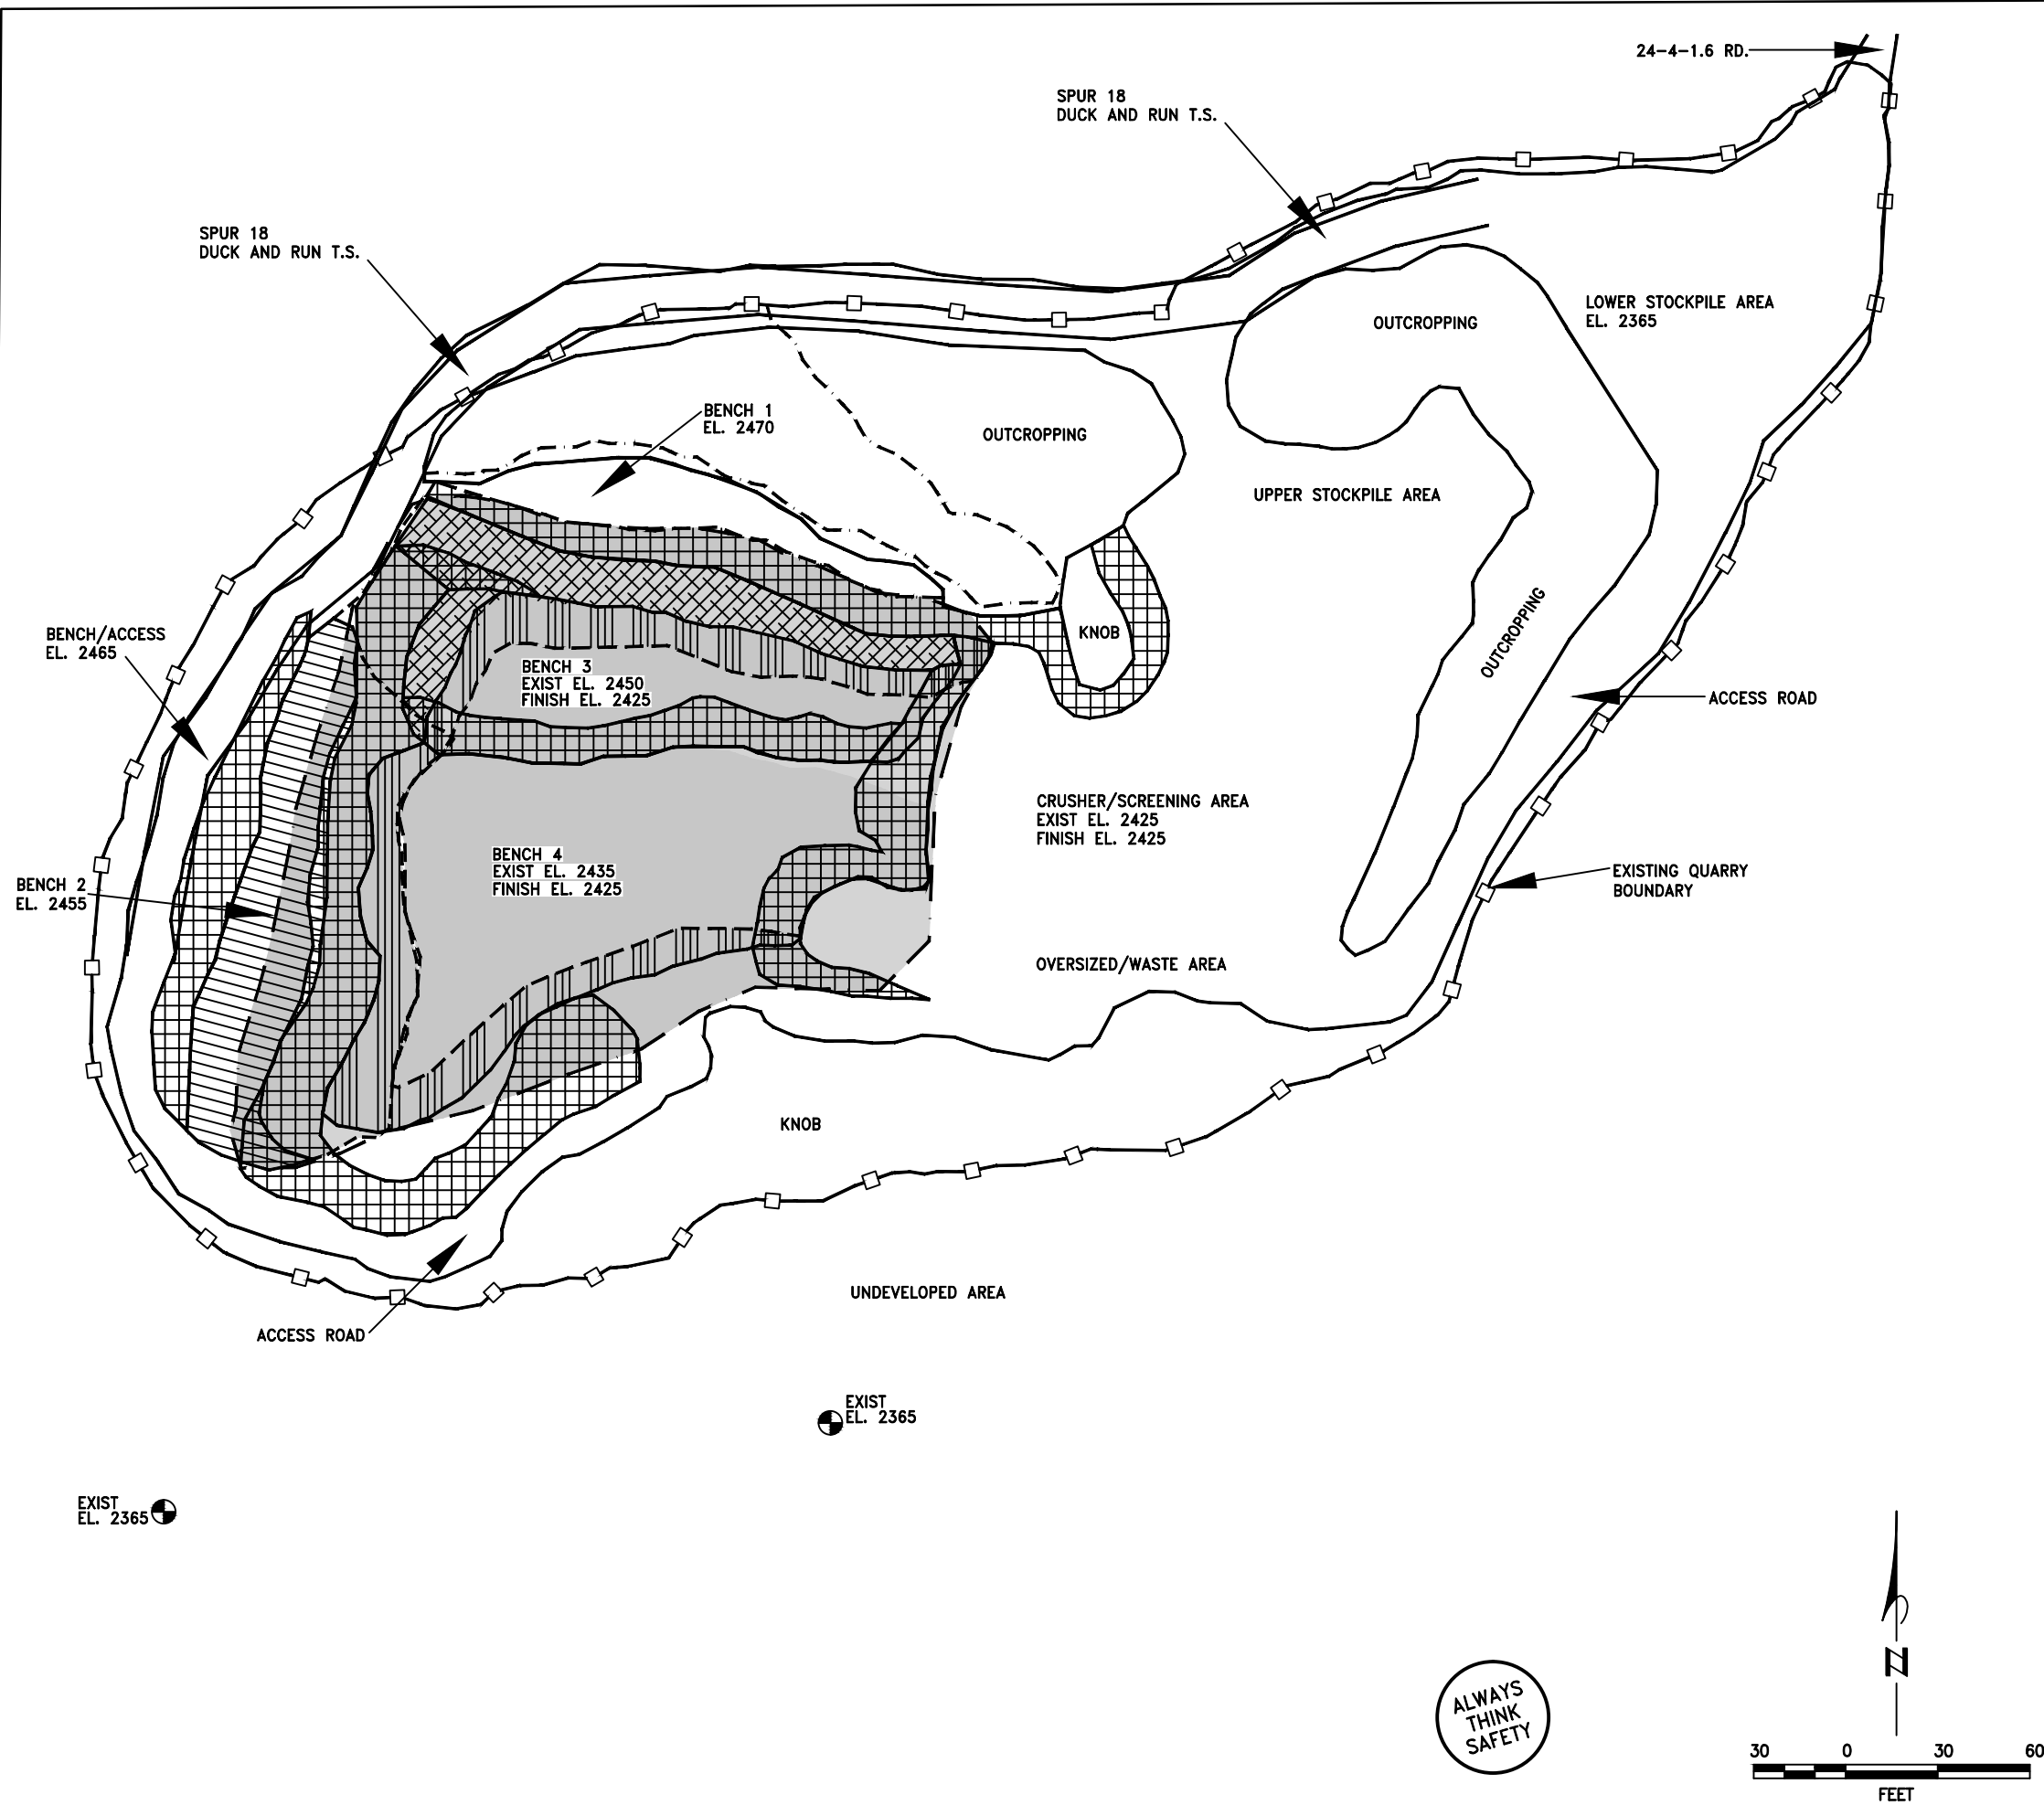 24-4-1.6 RD.
SPUR 18
DUCK AND RUN T.S.
SPUR 18
DUCK AND RUN T.S.
LOWER STOCKPILE AREA
EL. 2365
OUTCROPPING
BENCH 1
EL. 2470
OUTCROPPING
UPPER STOCKPILE AREA
OUTCROPPING
KNOB
BENCH/ACCESS
EL. 2465
BENCH 3
EXIST EL. 2450
FINISH EL. 2425
ACCESS ROAD
CRUSHER/SCREENING AREA
EXIST EL. 2425
FINISH EL. 2425
BENCH 4
EXIST EL. 2435
FINISH EL. 2425
EXISTING QUARRY
BOUNDARY
BENCH 2
EL. 2455
OVERSIZED/WASTE AREA
KNOB
UNDEVELOPED AREA
ACCESS ROAD
EXIST
EL. 2365
EXIST
EL. 2365
N
ALWAYS
THINK
SAFETY
30 0 30 60
FEET